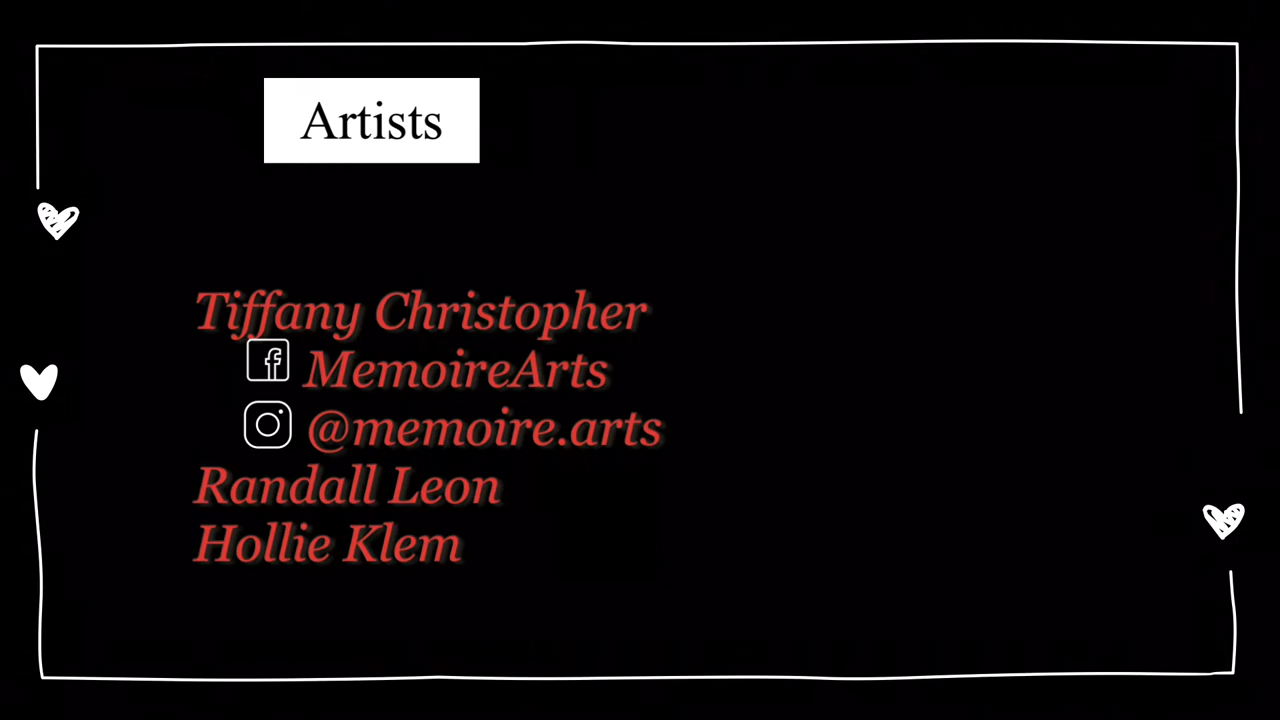 Artists
Tiffany Christopher
MemoireArts
@memoire.arts
Randall Leon
Hollie Klem